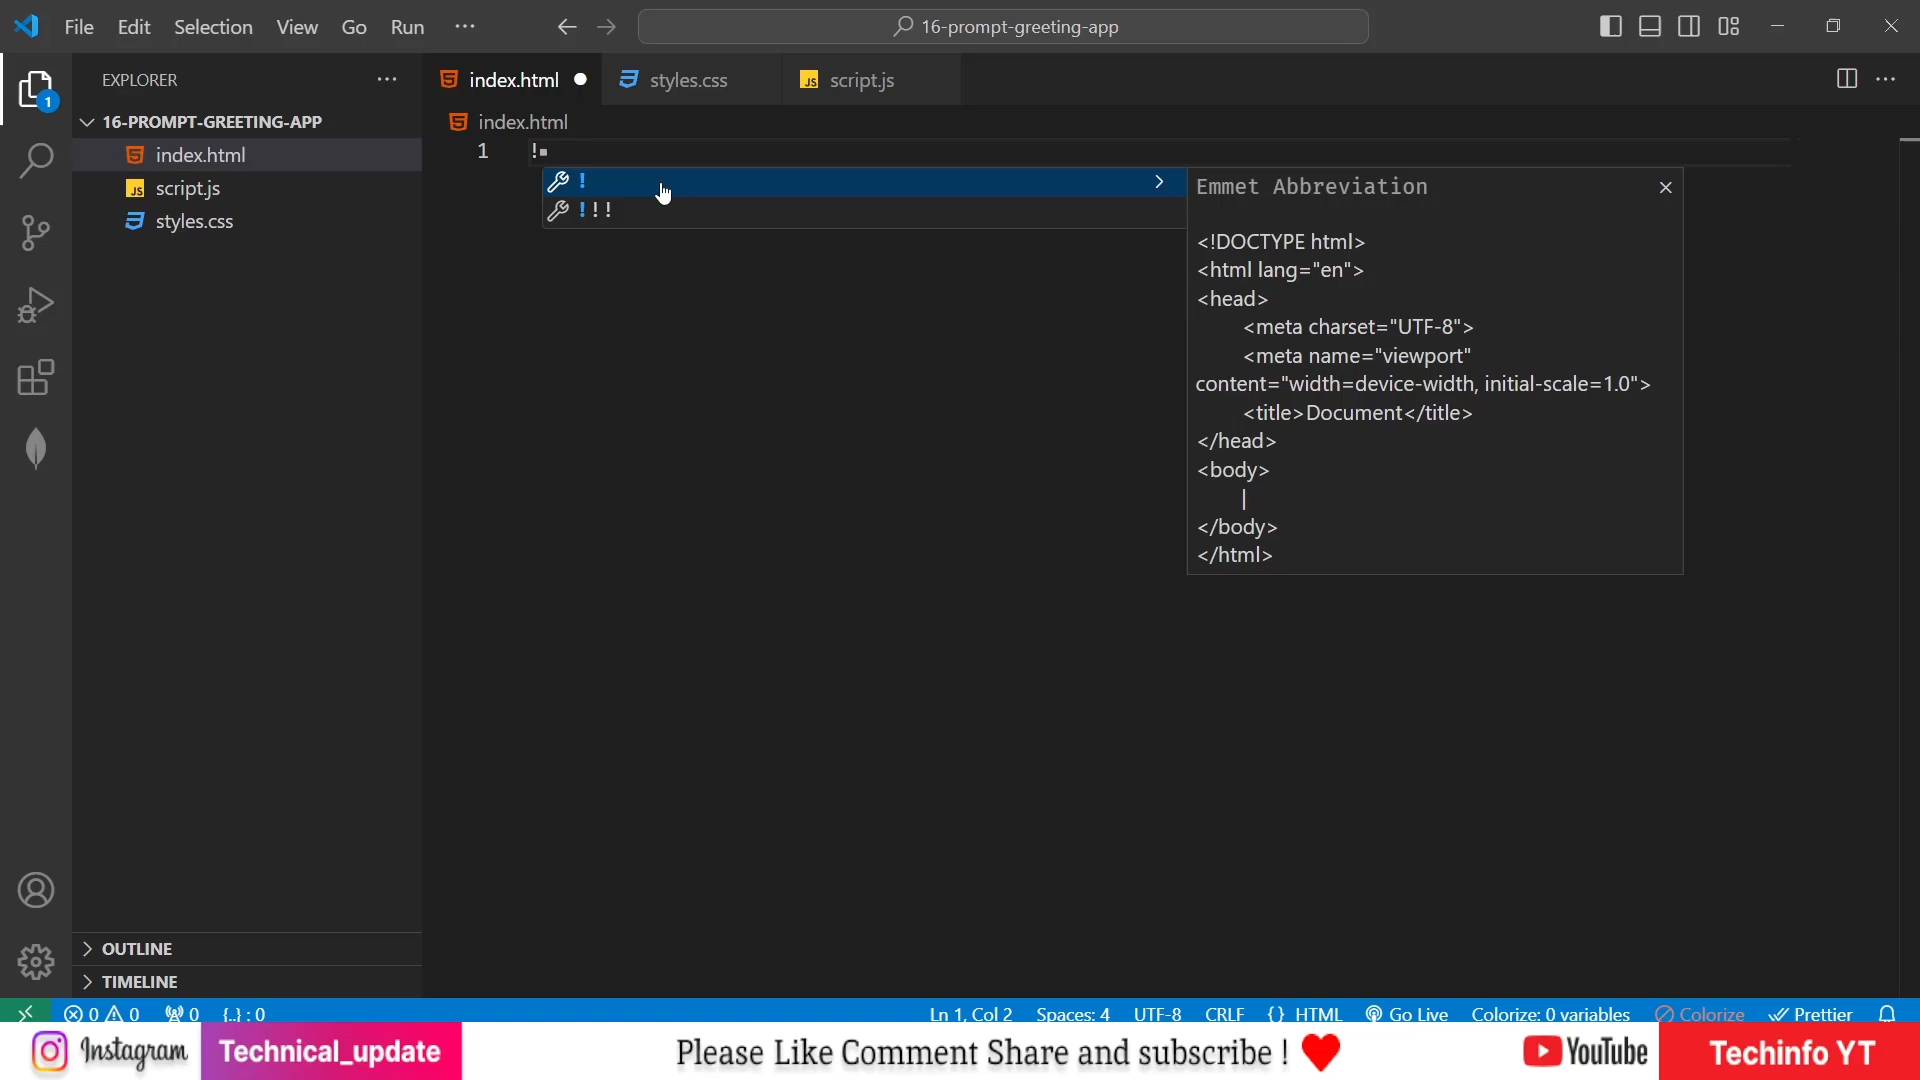 File Edit Selection View Go Run ··· 16-prompt-greeting-app
EXPLORER ···
1
16-PROMPT-GREETING-APP
index.html
JS script.js
styles.css
OUTLINE
TIMELINE
index.html styles.css JS script.js ···
index.html
1 !
!
!!!
Emmet Abbreviation
<!DOCTYPE html>
<html lang="en">
<head>
<meta charset="UTF-8">
<meta name="viewport"
content="width=device-width, initial-scale=1.0">
<title>Document</title>
</head>
<body>
|
</body>
</html>
0 0 0 {..} : 0 Ln 1, Col 2 Spaces: 4 UTF-8 CRLF {} HTML Go Live Colorize: 0 variables Colorize Prettier
Instagram Technical_update Please Like Comment Share and subscribe ! YouTube Techinfo YT